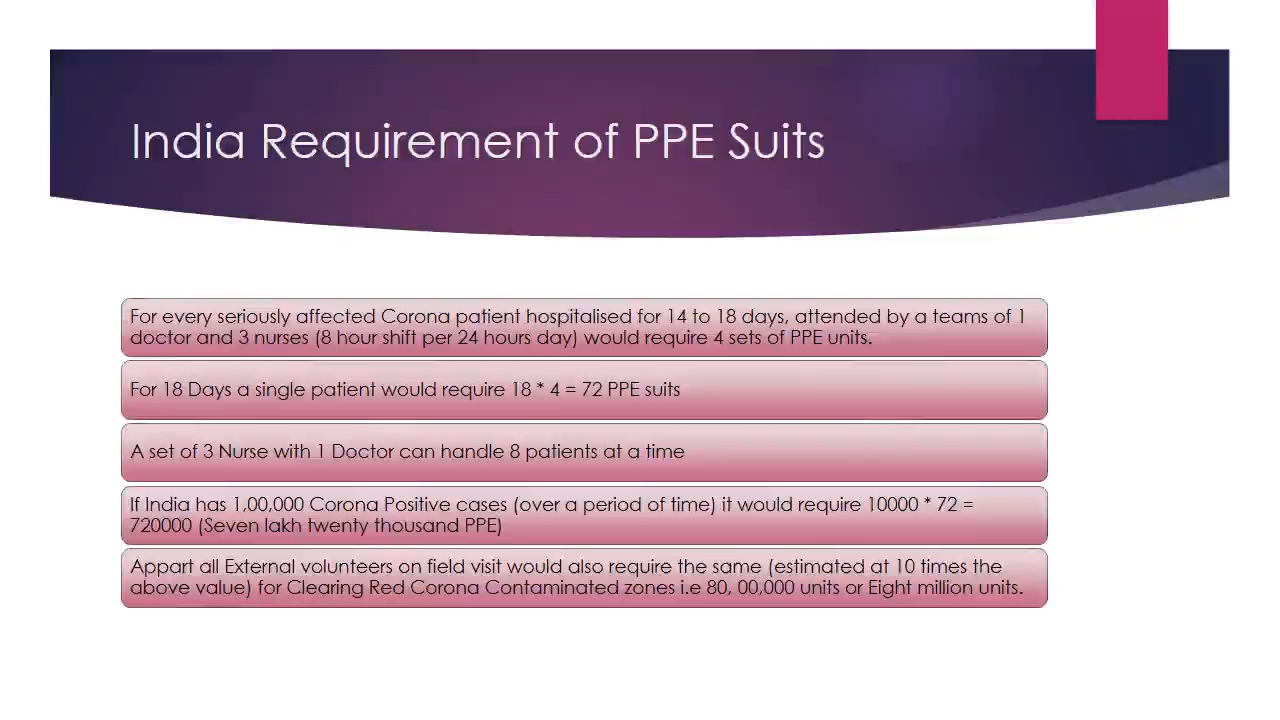 India Requirement of PPE Suits
For every seriously affected Corona patient hospitalised for 14 to 18 days, attended by a teams of 1
doctor and 3 nurses (8 hour shift per 24 hours day) would require 4 sets of PPE units.
For 18 Days a single patient would require 18 * 4 = 72 PPE suits
A set of 3 Nurse with 1 Doctor can handle 8 patients at a time
If India has 1,00,000 Corona Positive cases (over a period of time) it would require 10000 * 72 =
720000 (Seven lakh twenty thousand PPE)
Appart all External volunteers on field visit would also require the same (estimated at 10 times the
above value) for Clearing Red Corona Contaminated zones i.e 80, 00,000 units or Eight million units.